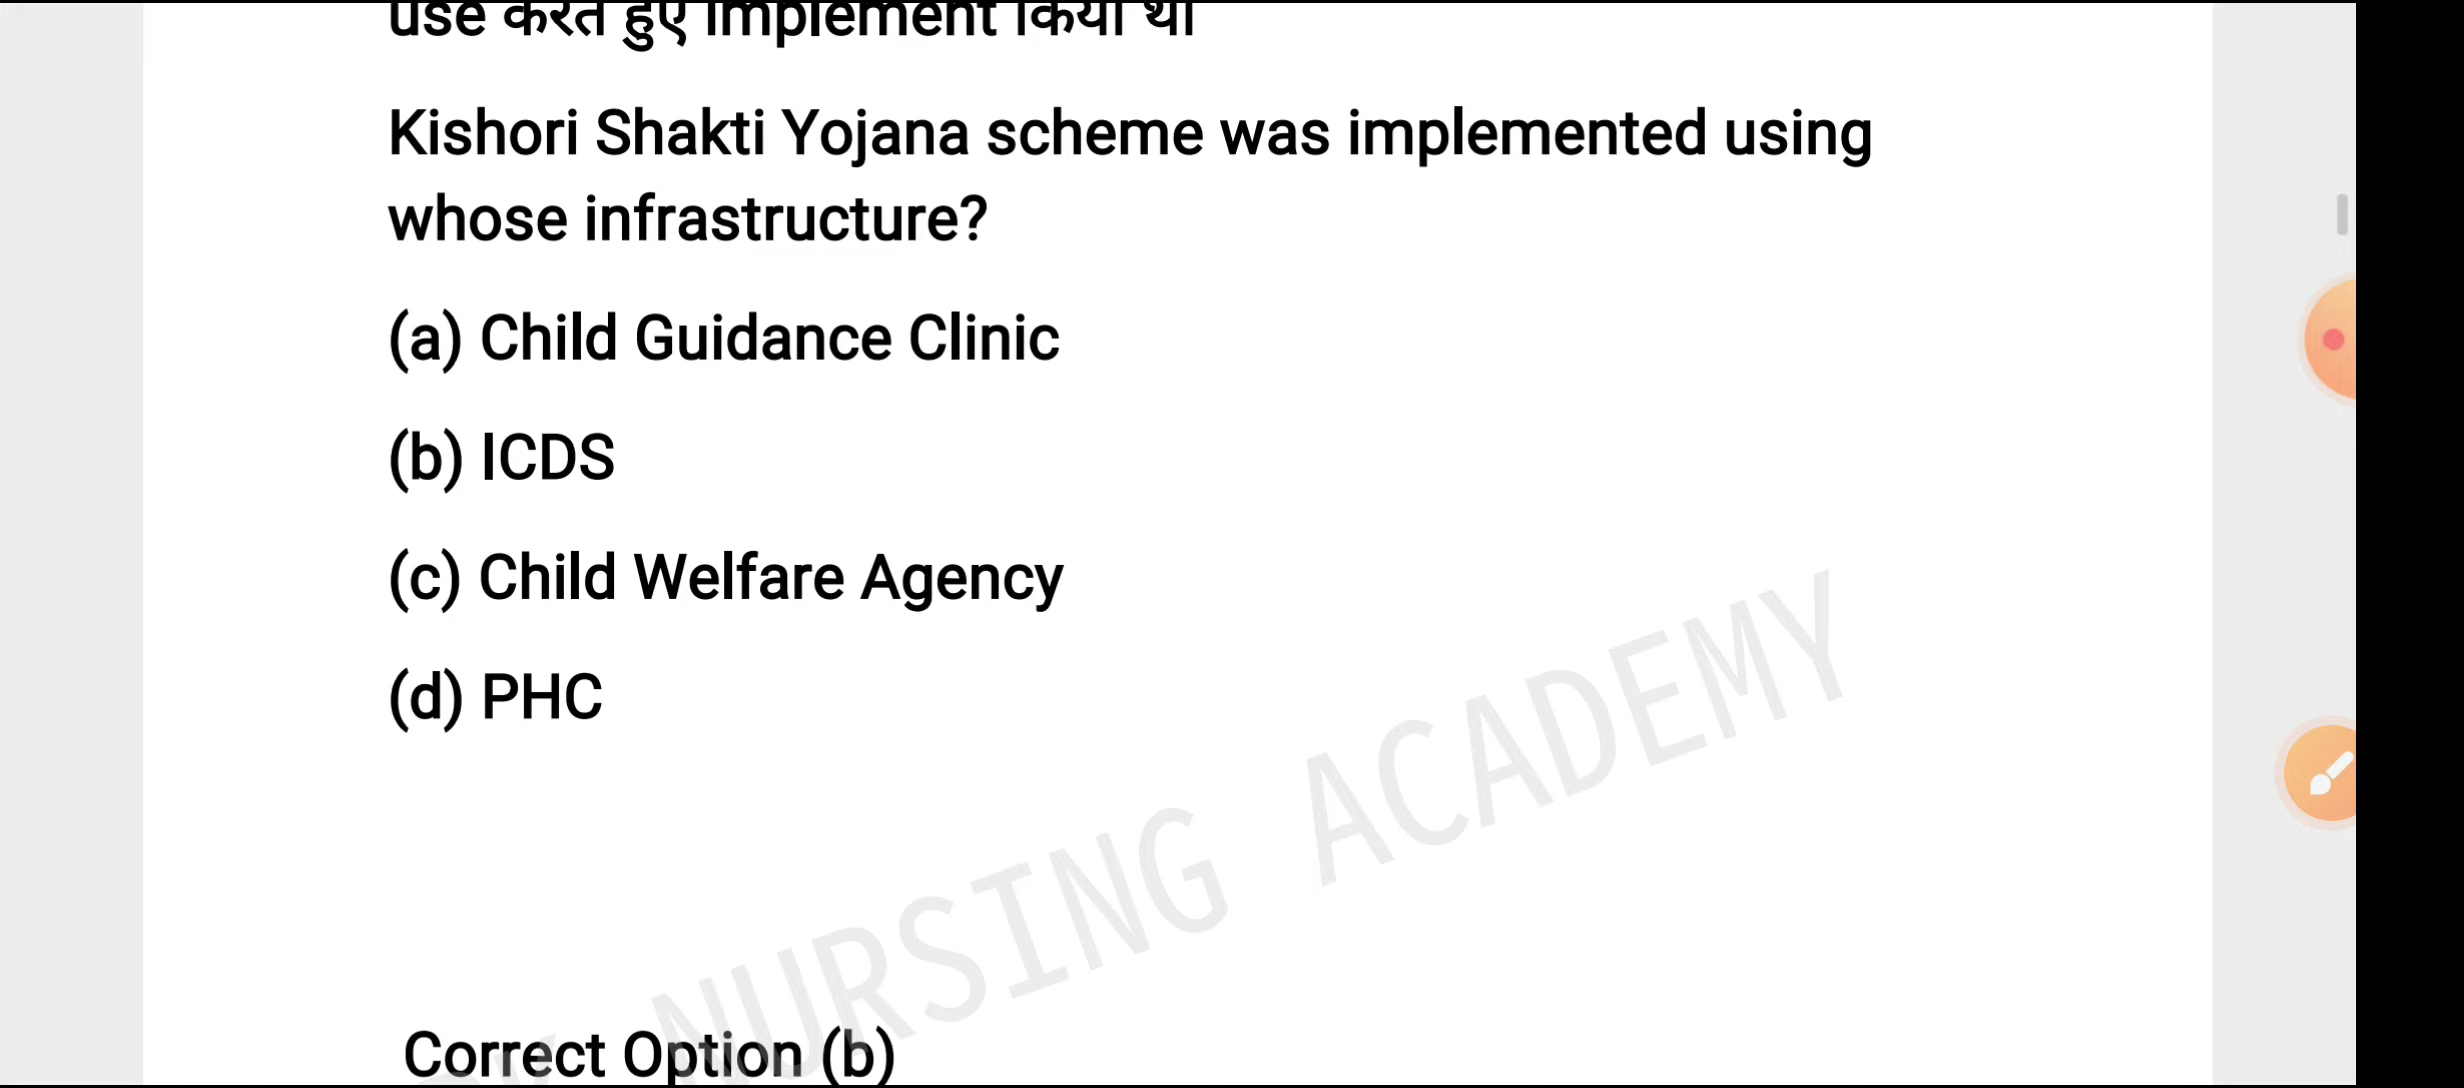 use करते हुए implement किया था
Kishori Shakti Yojana scheme was implemented using
whose infrastructure?
(a) Child Guidance Clinic
(b) ICDS
(c) Child Welfare Agency
(d) PHC
NURSING ACADEMY
Correct Option (b)